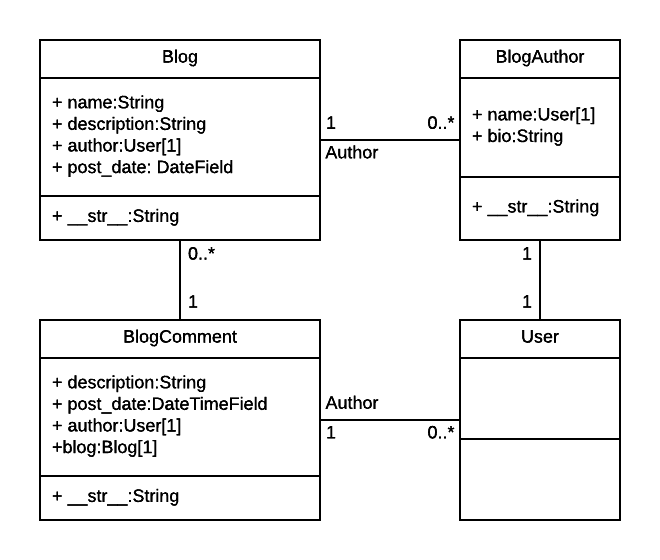 Blog
+ name:String
+ description:String
+ author:User[1]
+ post_date: DateField
+ __str__:String
1
0..*
Author
BlogAuthor
+ name:User[1]
+ bio:String
+ __str__:String
0..*
1
1
1
BlogComment
+ description:String
+ post_date:DateTimeField
+ author:User[1]
+blog:Blog[1]
+ __str__:String
Author
1
0..*
User